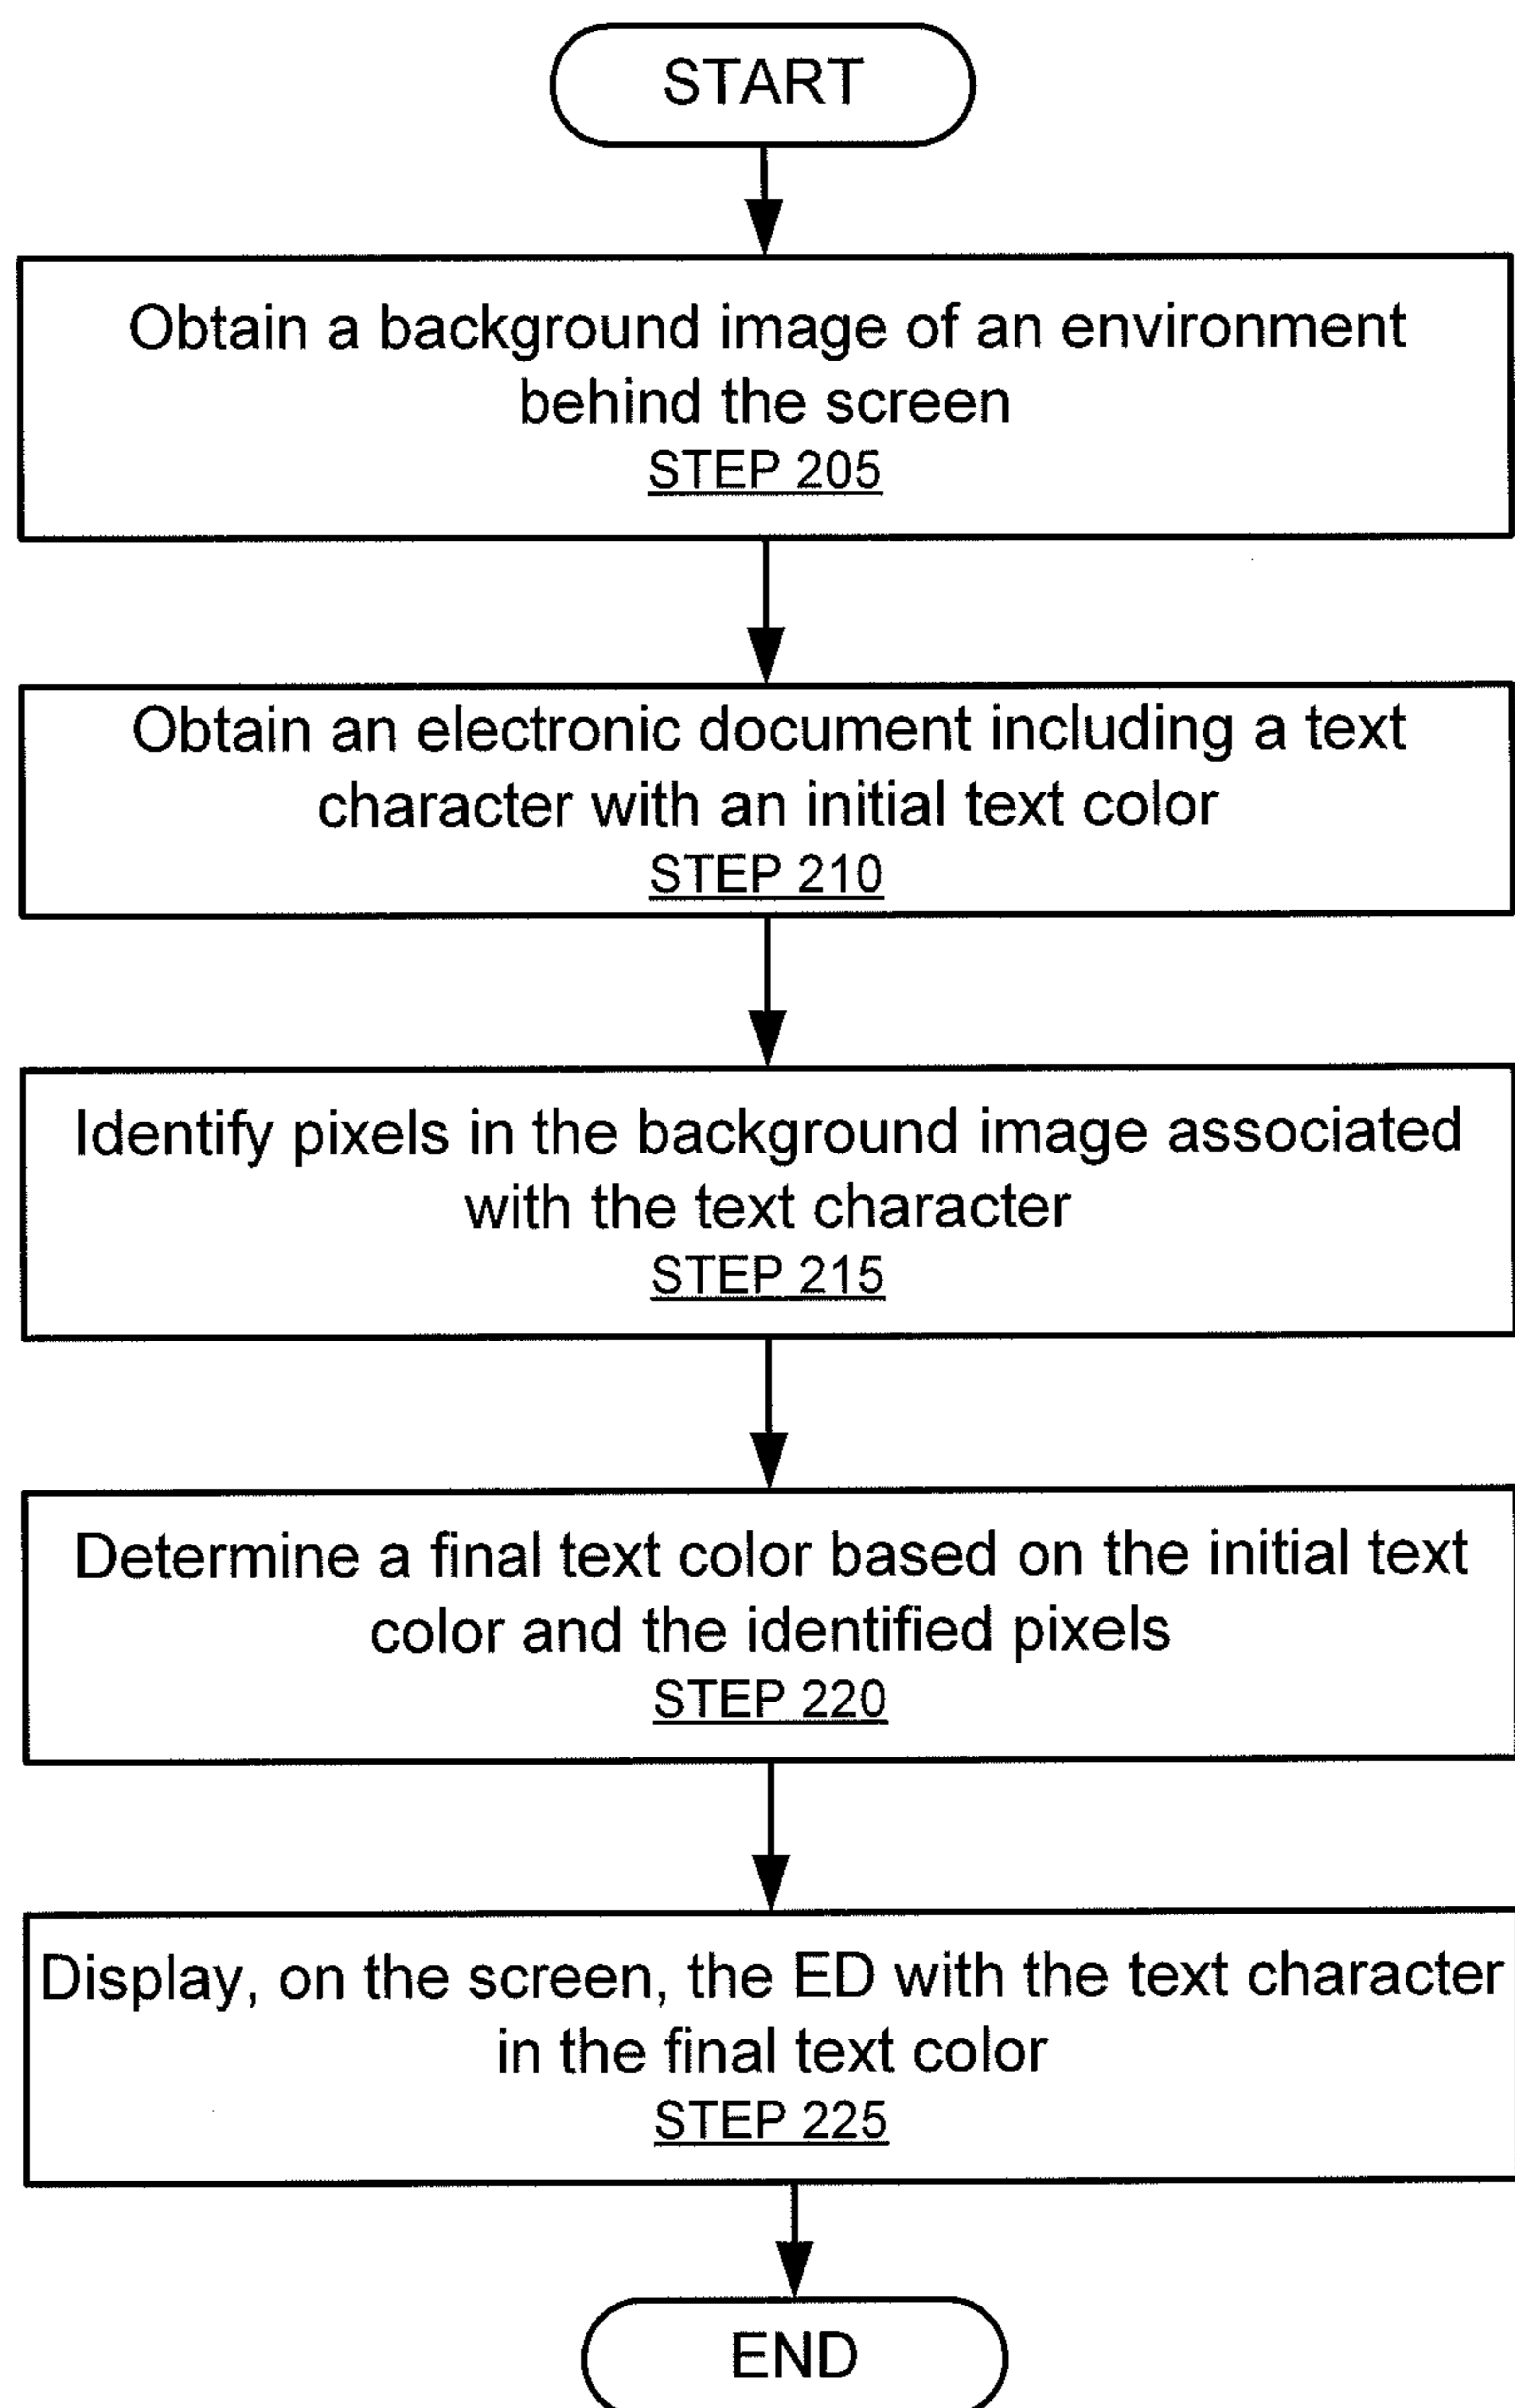 START
Obtain a background image of an environment
behind the screen
STEP 205
Obtain an electronic document including a text
character with an initial text color
STEP 210
Identify pixels in the background image associated
with the text character
STEP 215
Determine a final text color based on the initial text
color and the identified pixels
STEP 220
Display, on the screen, the ED with the text character
in the final text color
STEP 225
END